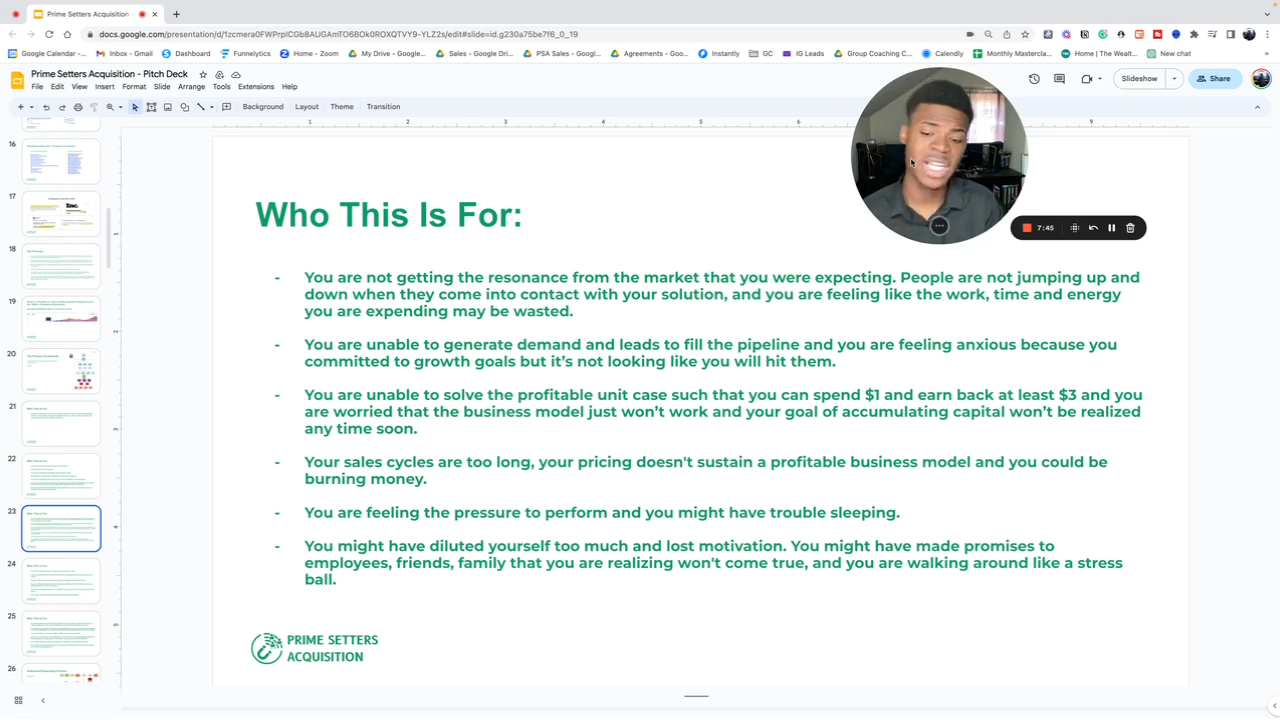 Prime Setters Acquisition - Pitch Deck
docs.google.com/presentation/d/1zcmera0FWPrpICGb8AUGAmTO6BOk0ROXQTVY9-YLZ2s/edit#slide=id.g230a75be7f6_0_19
Google Calendar -... Inbox - Gmail Dashboard Funnelytics Home - Zoom My Drive - Google... Sales - Google Dri... PSA Sales - Googl... Agreements - Goo... Instantly GC IG Leads Group Coaching C... Calendly Monthly Mastercla... Home | The Wealt... New chat
Prime Setters Acquisition - Pitch Deck
File Edit View Insert Format Slide Arrange Tools Extensions Help
Slideshow Share
Background Layout Theme Transition
1 2 3 4 5 6 7 9
16
17
Inc.
18
19
20
21
22
23
24
25
26
1
2
3
4
5
7:45
Who This Is For:
- You are not getting the resonance from the market that you were expecting. People are not jumping up and
down when they come into contact with your solution, and you are feeling like the work, time and energy
you are expending may be wasted.
- You are unable to generate demand and leads to fill the pipeline and you are feeling anxious because you
committed to growth goals but it’s not looking like you will hit them.
- You are unable to solve the profitable unit case such that you can spend $1 and earn back at least $3 and you
are worried that the business model just won’t work and your goal of accumulating capital won’t be realized
any time soon.
- Your sales cycles are too long, your pricing doesn't sustain a profitable business model and you could be
burning money.
- You are feeling the pressure to perform and you might have trouble sleeping.
- You might have diluted yourself too much and lost motivation. You might have made promises to
employees, friends, family that you are realizing won't come true, and you are walking around like a stress
ball.
PRIME SETTERS
ACQUISITION